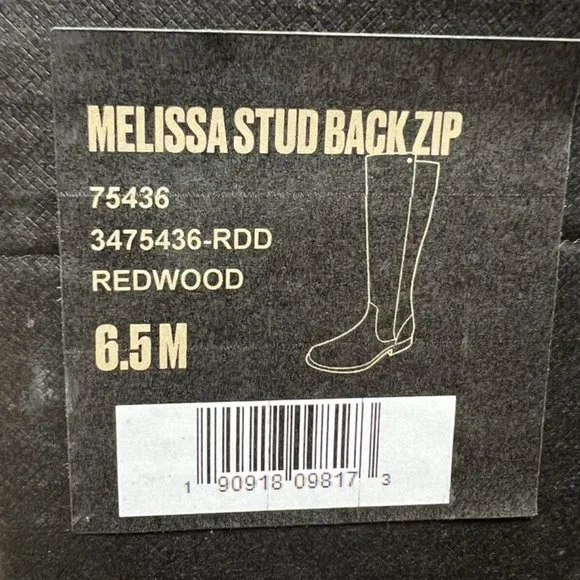 MELISSA STUD BACK ZIP
75436
3475436-RDD
REDWOOD
6.5 M
1 90918 09817 3